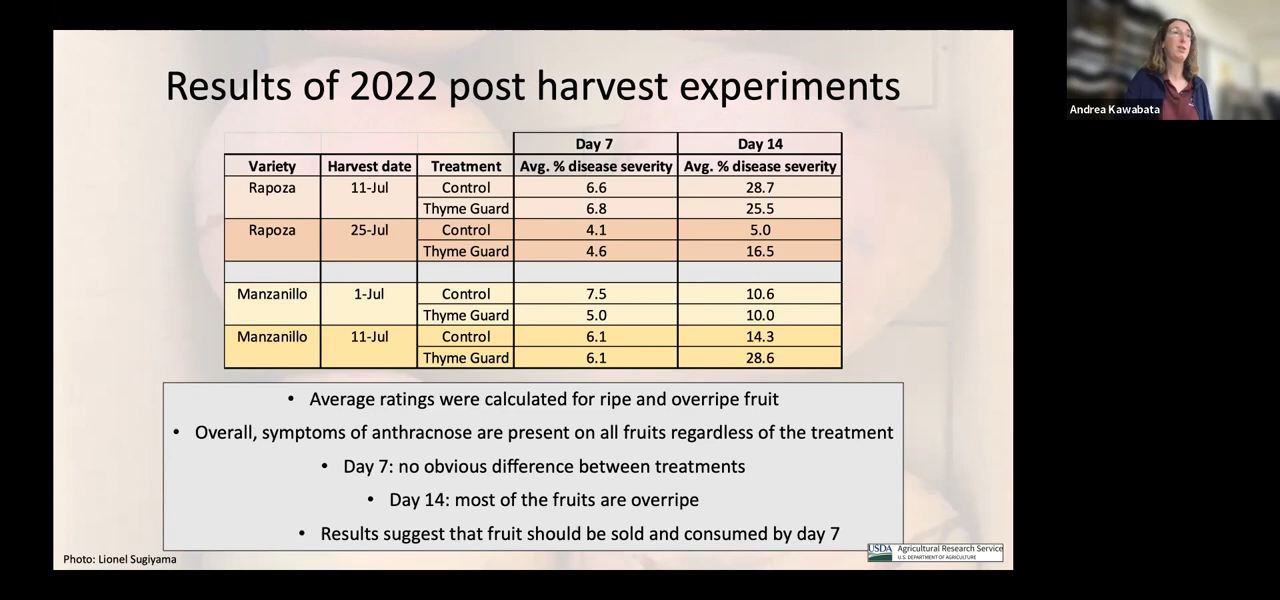 Results of 2022 post harvest experiments
Day 7 Day 14
Variety Harvest date Treatment Avg. % disease severity Avg. % disease severity
Rapoza 11-Jul Control 6.6 28.7
Thyme Guard 6.8 25.5
Rapoza 25-Jul Control 4.1 5.0
Thyme Guard 4.6 16.5
Manzanillo 1-Jul Control 7.5 10.6
Thyme Guard 5.0 10.0
Manzanillo 11-Jul Control 6.1 14.3
Thyme Guard 6.1 28.6
• Average ratings were calculated for ripe and overripe fruit
• Overall, symptoms of anthracnose are present on all fruits regardless of the treatment
• Day 7: no obvious difference between treatments
• Day 14: most of the fruits are overripe
• Results suggest that fruit should be sold and consumed by day 7
Photo: Lionel Sugiyama
USDA Agricultural Research Service
U.S. DEPARTMENT OF AGRICULTURE
Andrea Kawabata